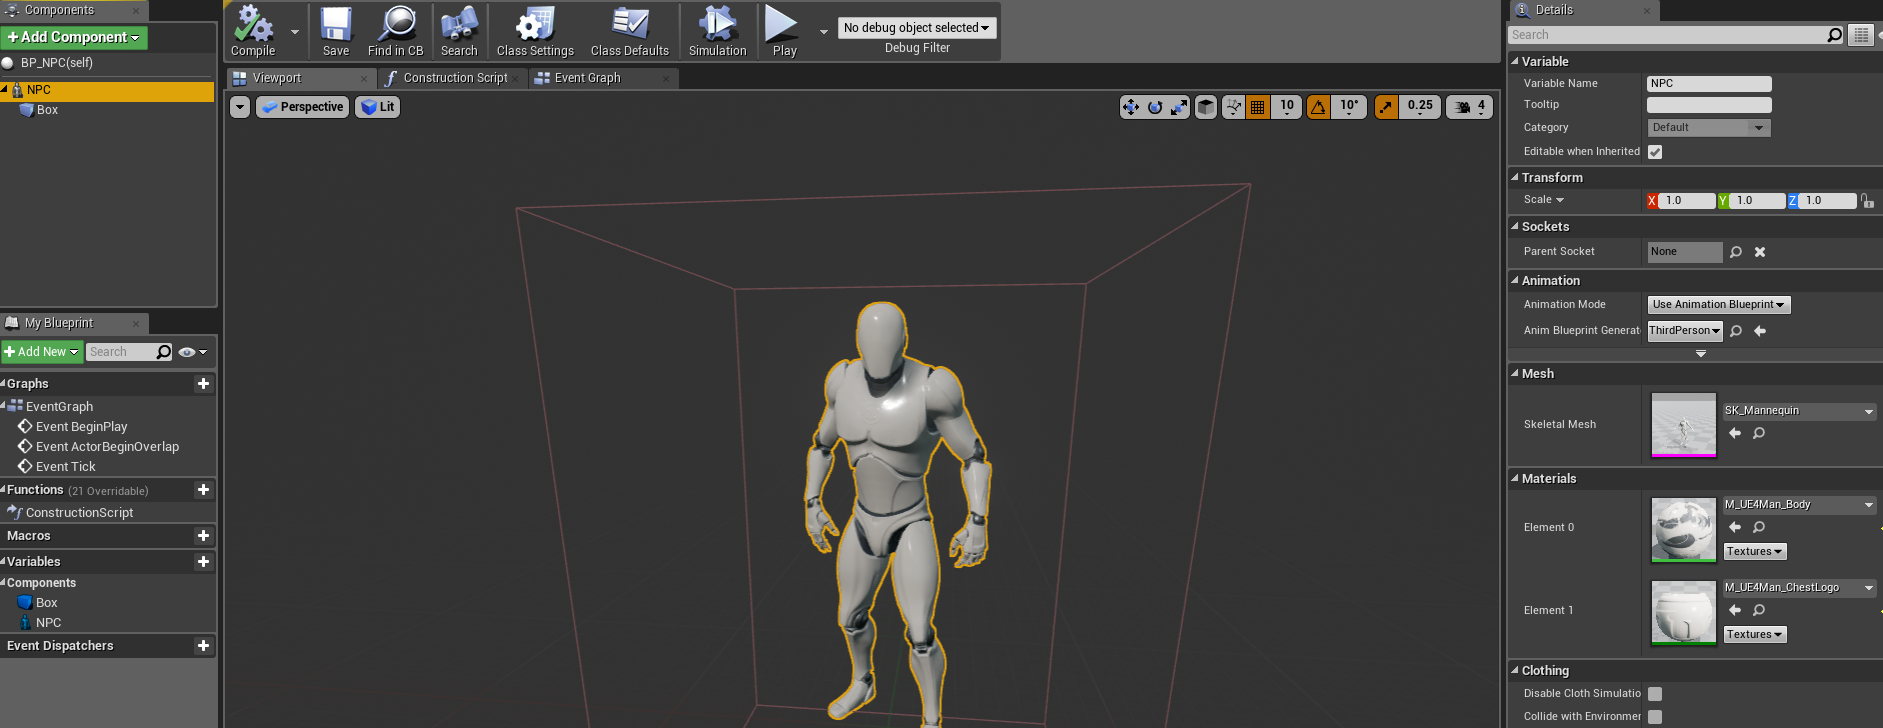 Components
+ Add Component
BP_NPC(self)
NPC
Box
My Blueprint
+ Add New
Search
Graphs
EventGraph
Event BeginPlay
Event ActorBeginOverlap
Event Tick
Functions (21 Overridable)
ConstructionScript
Macros
Variables
Components
Box
NPC
Event Dispatchers
Compile
Save
Find in CB
Search
Class Settings
Class Defaults
Simulation
Play
No debug object selected
Debug Filter
Viewport
Construction Script
Event Graph
Perspective
Lit
10
10°
0.25
4
Details
Search
Variable
Variable Name
NPC
Tooltip
Category
Default
Editable when Inherited
Transform
Scale
X 1.0
Y 1.0
Z 1.0
Sockets
Parent Socket
None
Animation
Animation Mode
Use Animation Blueprint
Anim Blueprint Generat
ThirdPerson
Mesh
Skeletal Mesh
SK_Mannequin
Materials
Element 0
M_UE4Man_Body
Textures
Element 1
M_UE4Man_ChestLogo
Textures
Clothing
Disable Cloth Simulatio
Collide with Environmer